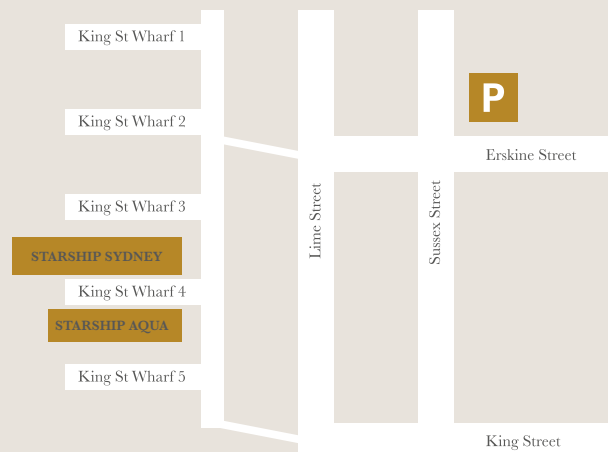 King St Wharf 1
P
King St Wharf 2
Erskine Street
King St Wharf 3
Lime Street
Sussex Street
STARSHIP SYDNEY
King St Wharf 4
STARSHIP AQUA
King St Wharf 5
King Street